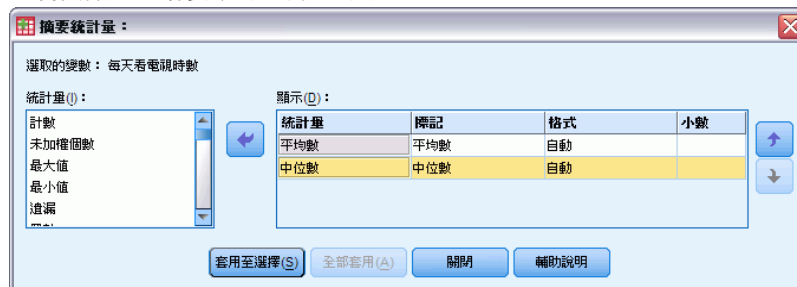 摘要統計量：
選取的變數：每天看電視時數
統計量(I)：
顯示(D)：
計數
未加權個數
最大值
最小值
遺漏
統計量 標記 格式 小數
平均數 平均數 自動
中位數 中位數 自動
套用至選擇(S) 全部套用(A) 關閉 輔助說明